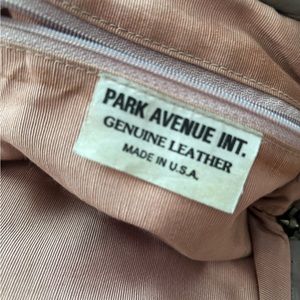 PARK AVENUE INT.
GENUINE LEATHER
MADE IN U.S.A.